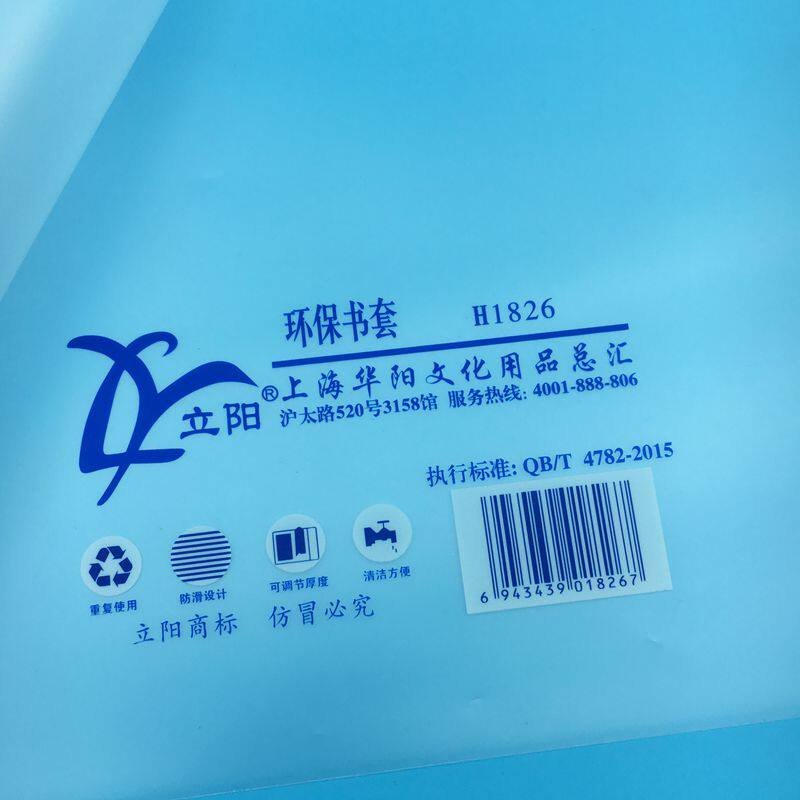 环保书套 H1826
立阳®
上海华阳文化用品总汇
沪太路520号3158馆 服务热线: 4001-888-806
执行标准: QB/T 4782-2015
重复使用
防滑设计
可调节厚度
清洁方便
立阳商标 仿冒必究
6 943439 018267